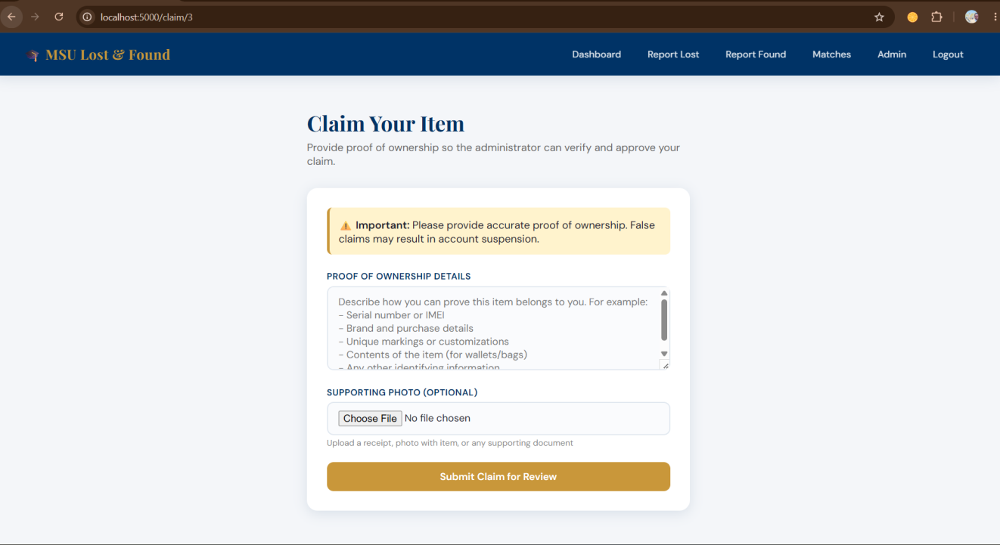 localhost:5000/claim/3
MSU Lost & Found
Dashboard
Report Lost
Report Found
Matches
Admin
Logout
Claim Your Item
Provide proof of ownership so the administrator can verify and approve your
claim.
⚠️ Important: Please provide accurate proof of ownership. False
claims may result in account suspension.
PROOF OF OWNERSHIP DETAILS
Describe how you can prove this item belongs to you. For example:
- Serial number or IMEI
- Brand and purchase details
- Unique markings or customizations
- Contents of the item (for wallets/bags)
- Any other identifying information
SUPPORTING PHOTO (OPTIONAL)
Choose File No file chosen
Upload a receipt, photo with item, or any supporting document
Submit Claim for Review